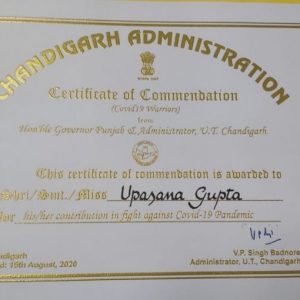 CHANDIGARH ADMINISTRATION
Certificate of Commendation
(Covid19 Warriors)
from
Hon'ble Governor Punjab & Administrator, U.T. Chandigarh
This certificate of commendation is awarded to
Shri/Smt./Miss Upasana Gupta
for his/her contribution in fight against Covid-19 Pandemic
V.P. Singh Badnore
Administrator, U.T., Chandigarh
15th August, 2020